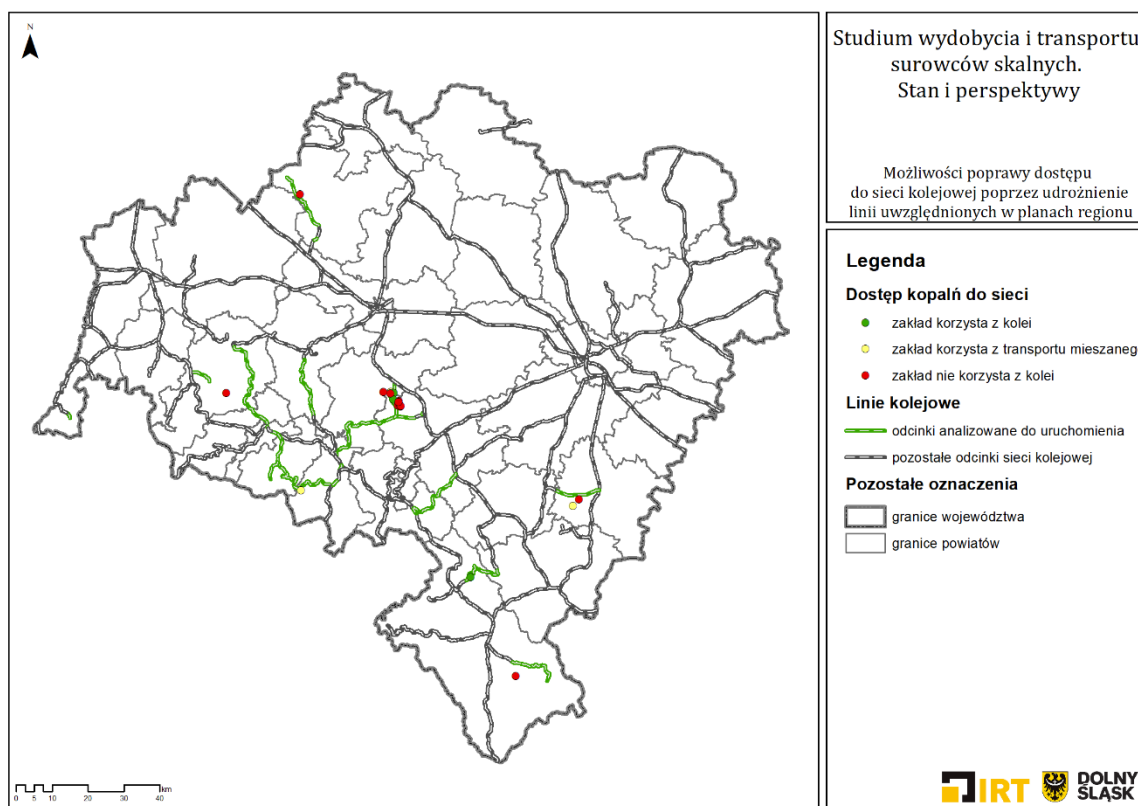 N
Studium wydobycia i transportu
surowców skalnych.
Stan i perspektywy
Możliwości poprawy dostępu
do sieci kolejowej poprzez udrożnienie
linii uwzględnionych w planach regionu
Legenda
Dostęp kopalń do sieci
zakład korzysta z kolei
zakład korzysta z transportu mieszaneg
zakład nie korzysta z kolei
Linie kolejowe
odcinki analizowane do uruchomienia
pozostałe odcinki sieci kolejowej
Pozostałe oznaczenia
granice województwa
granice powiatów
0 5 10 20 30 40 km
IRT
DOLNY
ŚLĄSK